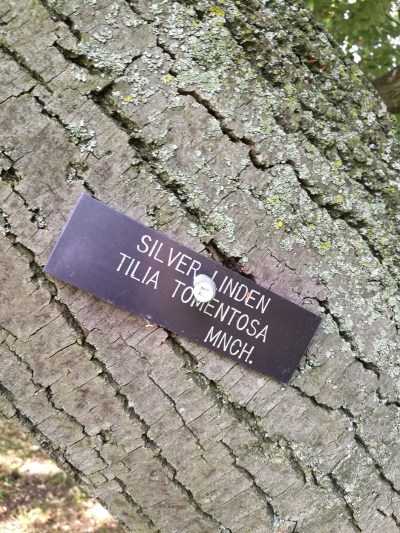 SILVER LINDEN
TILIA TOMENTOSA
MNCH.